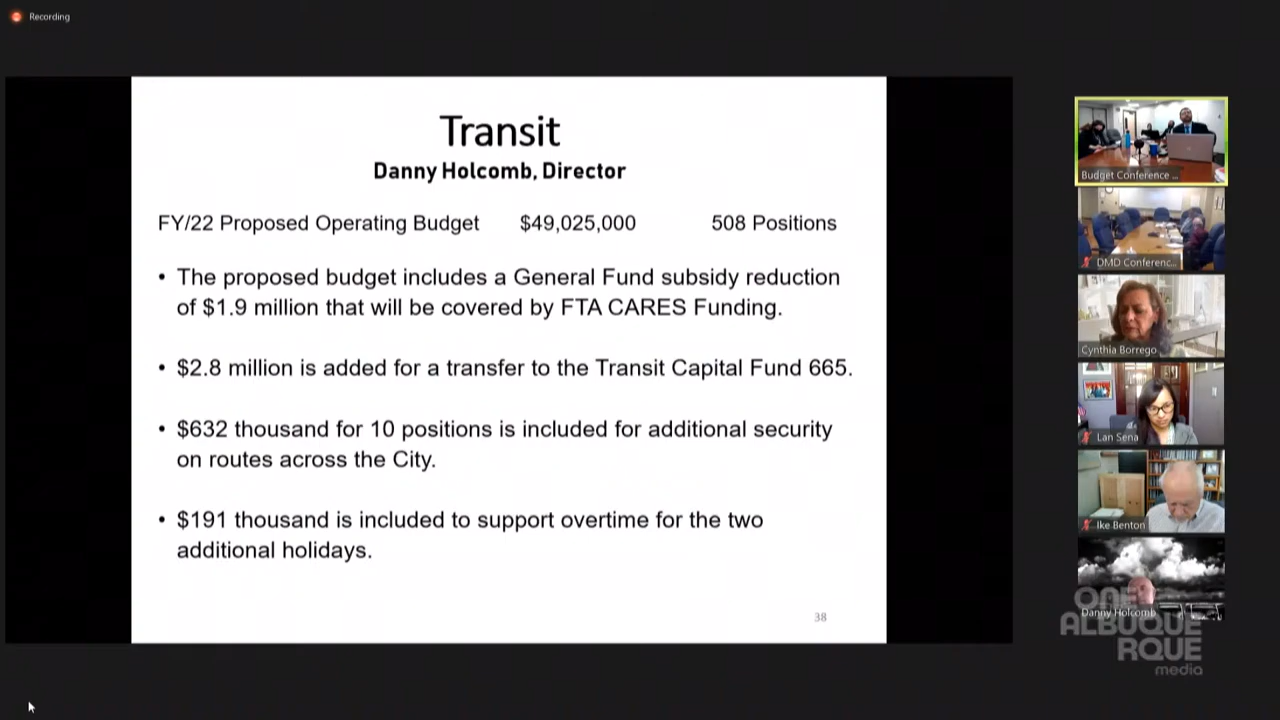 Recording
Transit
Danny Holcomb, Director
FY/22 Proposed Operating Budget $49,025,000 508 Positions
• The proposed budget includes a General Fund subsidy reduction
of $1.9 million that will be covered by FTA CARES Funding.
• $2.8 million is added for a transfer to the Transit Capital Fund 665.
• $632 thousand for 10 positions is included for additional security
on routes across the City.
• $191 thousand is included to support overtime for the two
additional holidays.
38
Budget Conference ...
DMD Conferenc...
Cynthia Borrego
Lan Sena
Ike Benton
Danny Holcomb
ONE
ALBUQUE
RQUE
media